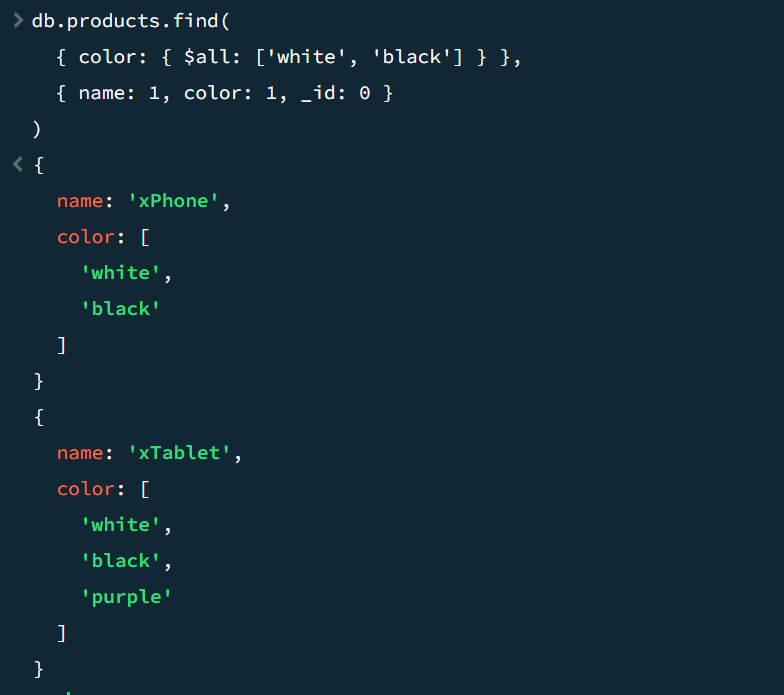 > db.products.find(
{ color: { $all: ['white', 'black'] } },
{ name: 1, color: 1, _id: 0 }
)
< {
name: 'xPhone',
color: [
'white',
'black'
]
}
{
name: 'xTablet',
color: [
'white',
'black',
'purple'
]
}